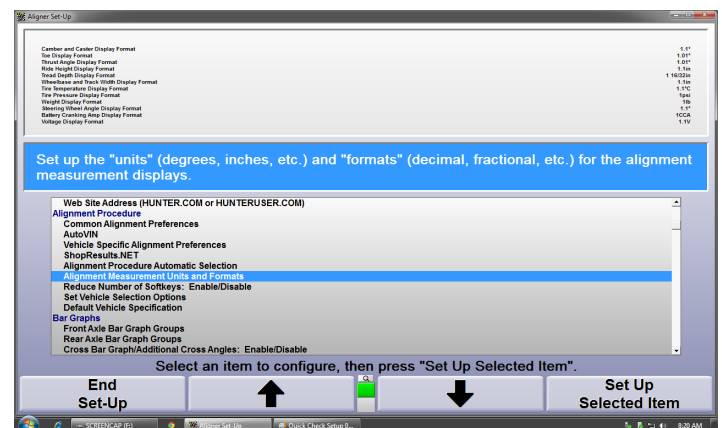 Aligner Set-Up
Camber and Caster Display Format 1.1°
Toe Display Format 1.01°
Thrust Angle Display Format 1.01°
Ride Height Display Format 1.1in
Tread Depth Display Format 1 16/32in
Wheelbase and Track Width Display Format 1.1in
Tire Temperature Display Format 1.1°C
Tire Pressure Display Format 1psi
Weight Display Format 1lb
Steering Wheel Angle Display Format 1.1°
Battery Cranking Amp Display Format 1CCA
Voltage Display Format 1.1V
Set up the "units" (degrees, inches, etc.) and "formats" (decimal, fractional, etc.) for the alignment
measurement displays.
Web Site Address (HUNTER.COM or HUNTERUSER.COM)
Alignment Procedure
Common Alignment Preferences
AutoVIN
Vehicle Specific Alignment Preferences
ShopResults.NET
Alignment Procedure Automatic Selection
Alignment Measurement Units and Formats
Reduce Number of Softkeys: Enable/Disable
Set Vehicle Selection Options
Default Vehicle Specification
Bar Graphs
Front Axle Bar Graph Groups
Rear Axle Bar Graph Groups
Cross Bar Graph/Additional Cross Angles: Enable/Disable
Select an item to configure, then press "Set Up Selected Item".
End
Set-Up
Set Up
Selected Item
SCREENCAP (F:)
Aligner Set-Up
Quick Check Setup 0...
8:20 AM